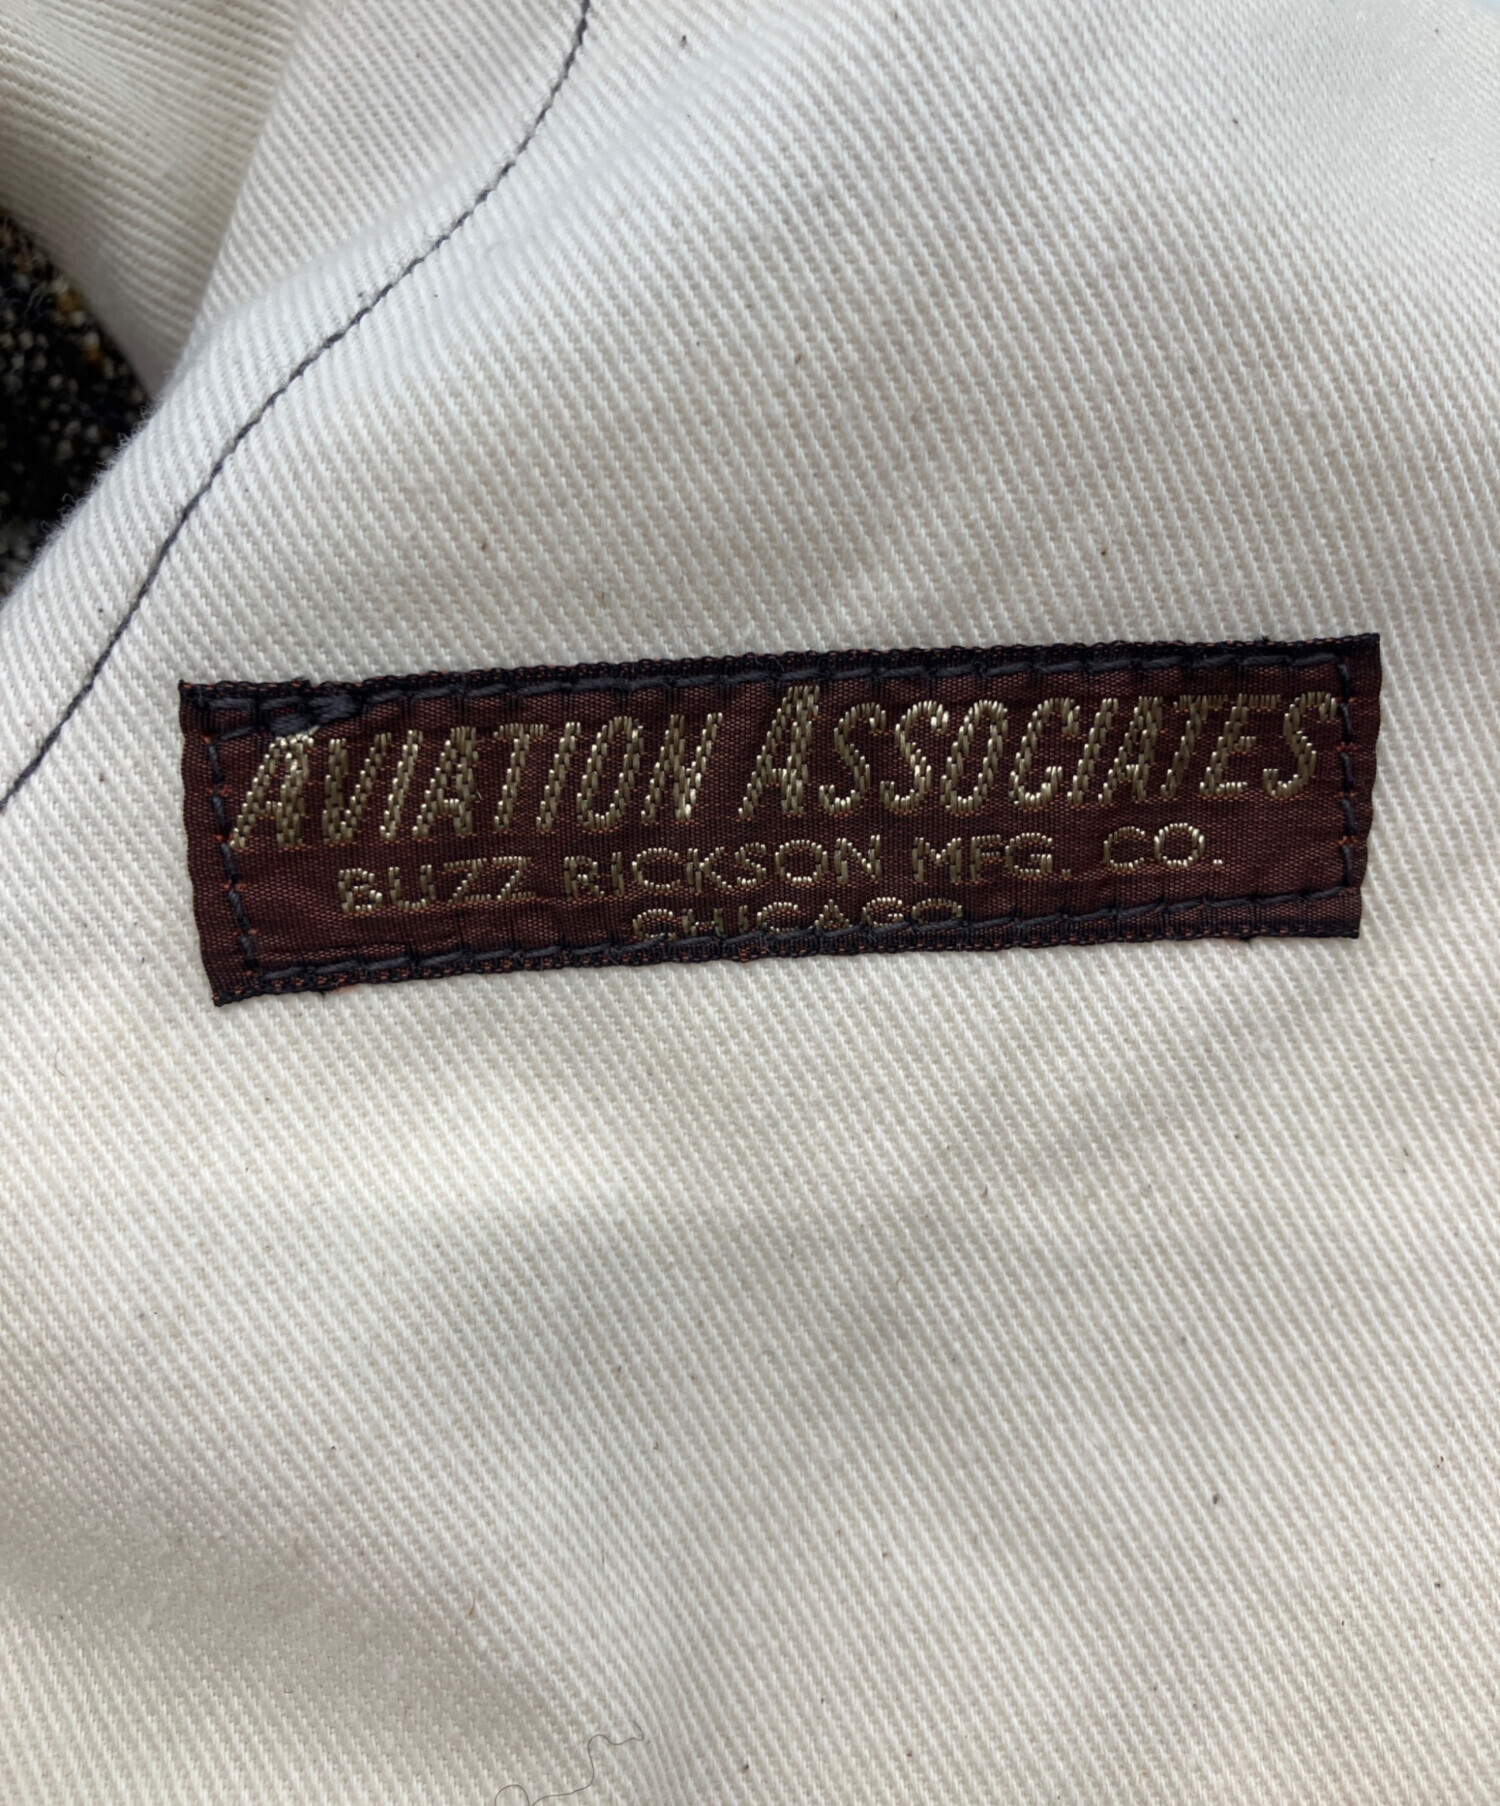 AVIATION ASSOCIATES
BUZZ RICKSON MFG. CO.
CHICAGO